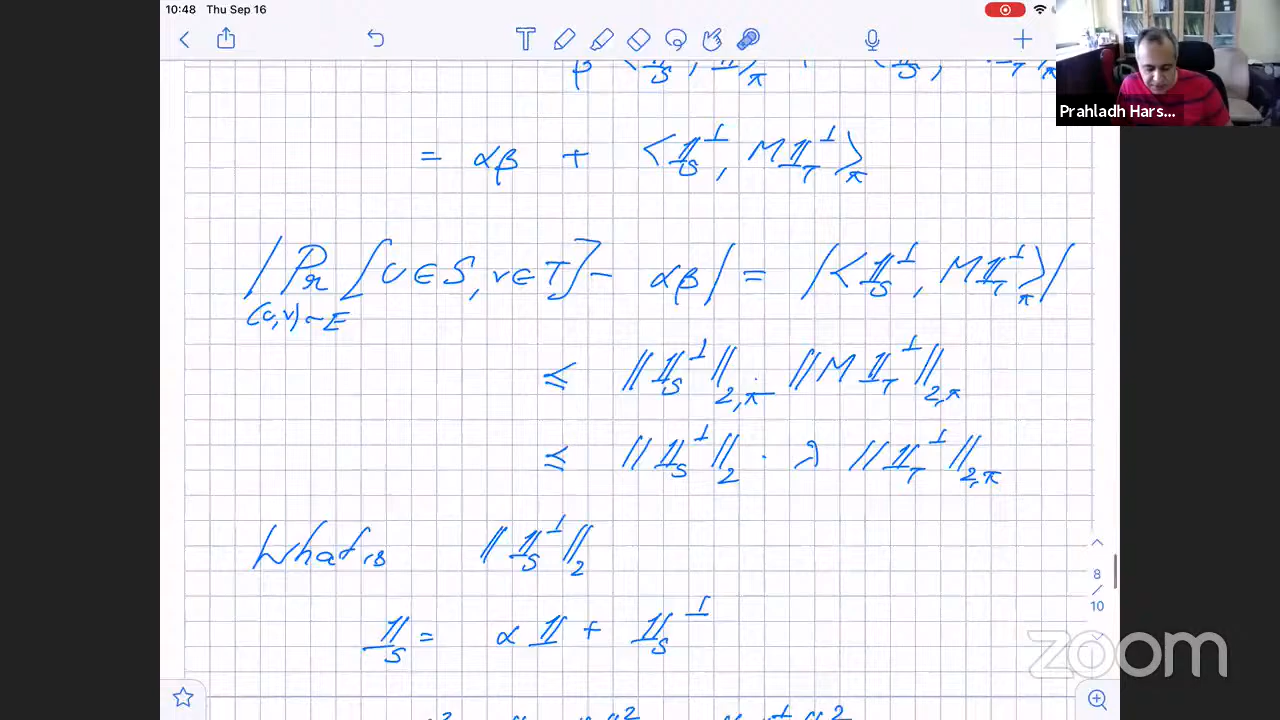 10:48 Thu Sep 16
Prahladh Hars...
= αβ + ⟨𝟙_S^⊥, M𝟙_T^⊥⟩_π
|Pr_{(u,v)~E} [U∈S, v∈T] - αβ| = |⟨𝟙_S^⊥, M𝟙_T^⊥⟩_π|
≤ ||𝟙_S^⊥||_{2,π} ||M𝟙_T^⊥||_{2,π}
≤ ||𝟙_S^⊥||_2 · λ ||𝟙_T^⊥||_{2,π}
What is ||𝟙_S^⊥||_2
𝟙_S = α𝟙 + 𝟙_S^⊥
8
10
zoom